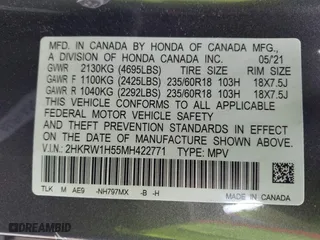 MFD. IN CANADA BY HONDA OF CANADA MFG.,
A DIVISION OF HONDA CANADA INC. 05/21
GVWR 2130KG (4695LBS) TIRE SIZE RIM SIZE
GAWR F 1100KG (2425LBS) 235/60R18 103H 18X7.5J
GAWR R 1040KG (2292LBS) 235/60R18 103H 18X7.5J
THIS VEHICLE CONFORMS TO ALL APPLICABLE
FEDERAL MOTOR VEHICLE SAFETY
AND BUMPER STANDARDS IN EFFECT
ON THE DATE OF MANUFACTURE SHOWN ABOVE.
V.I.N: 2HKRW1H55MH422771 TYPE: MPV
TLK M AE9 -NH797MX -B -H
MADE IN CANADA
DREAMBID